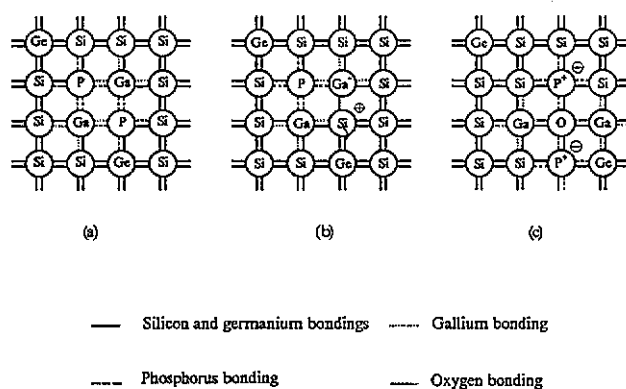 Ge Si Si Si Ge Si Si Si Ge Si Si Si
Si P Ga Si Si P Ga⁻ Si Si Si P⁺ ⊖ Si
Si Ga P Si Si Ga Si ⊕ Si Si Ga O Ga
Si Si Ge Si Si Si Ge Si Si Si P⁺ ⊖ Ge
(a) (b) (c)
Silicon and germanium bondings Gallium bonding
Phosphorus bonding Oxygen bonding